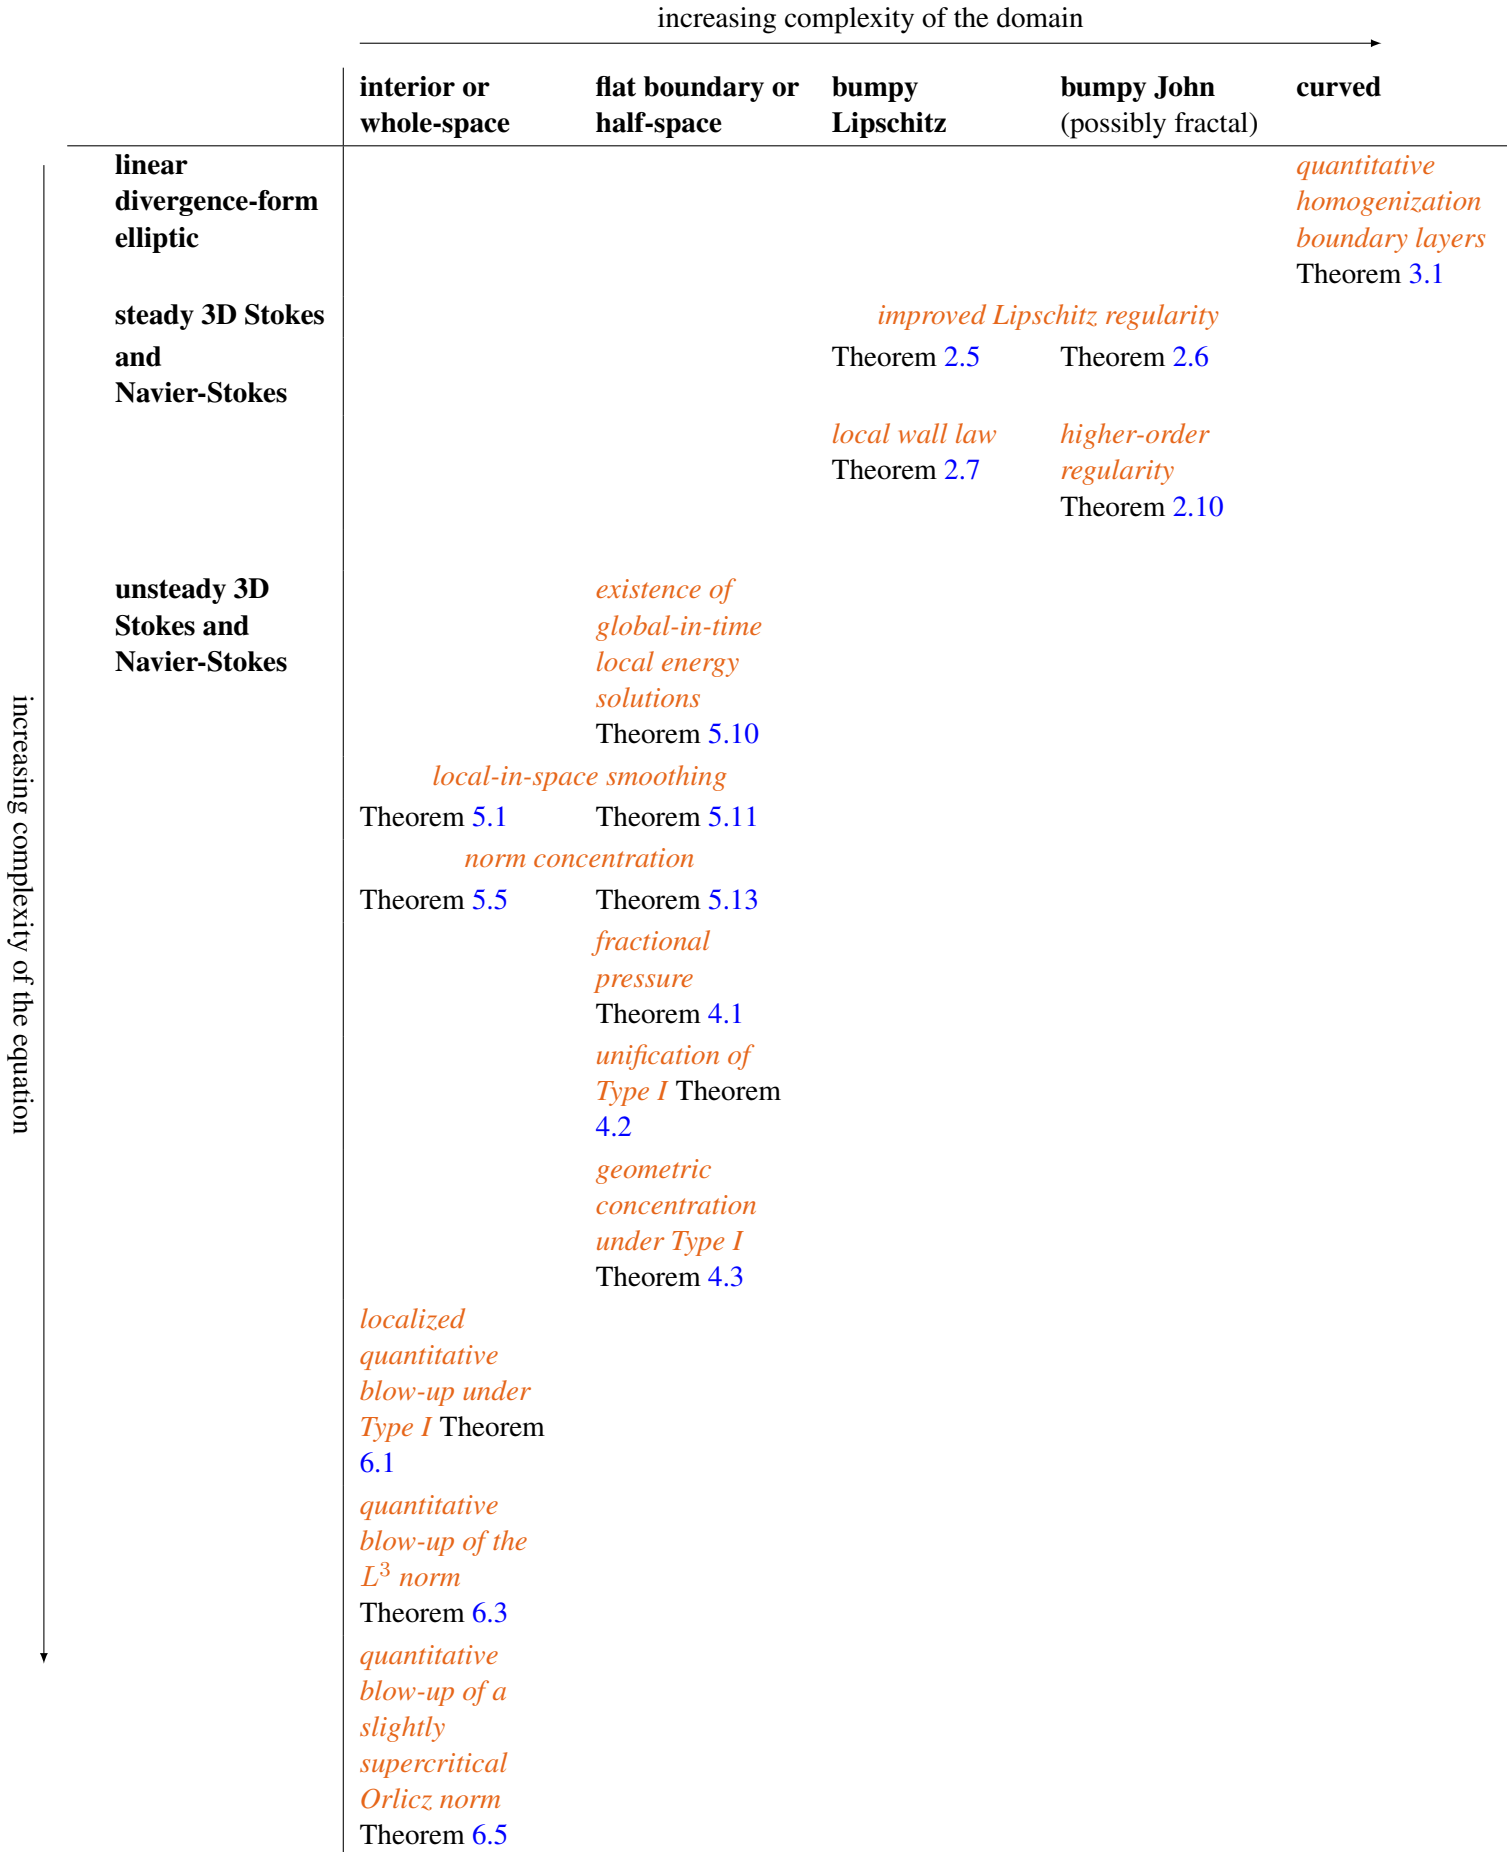 increasing complexity of the domain
interior or flat boundary or bumpy bumpy John curved
whole-space half-space Lipschitz (possibly fractal)
linear quantitative
divergence-form homogenization
elliptic boundary layers
Theorem 3.1
steady 3D Stokes improved Lipschitz regularity
and Theorem 2.5 Theorem 2.6
Navier-Stokes
local wall law higher-order
Theorem 2.7 regularity
Theorem 2.10
unsteady 3D existence of
Stokes and global-in-time
Navier-Stokes local energy
solutions
Theorem 5.10
local-in-space smoothing
Theorem 5.1 Theorem 5.11
norm concentration
Theorem 5.5 Theorem 5.13
fractional
pressure
Theorem 4.1
unification of
Type I Theorem
4.2
geometric
concentration
under Type I
Theorem 4.3
localized
quantitative
blow-up under
Type I Theorem
6.1
quantitative
blow-up of the
L³ norm
Theorem 6.3
quantitative
blow-up of a
slightly
supercritical
Orlicz norm
Theorem 6.5
increasing complexity of the equation